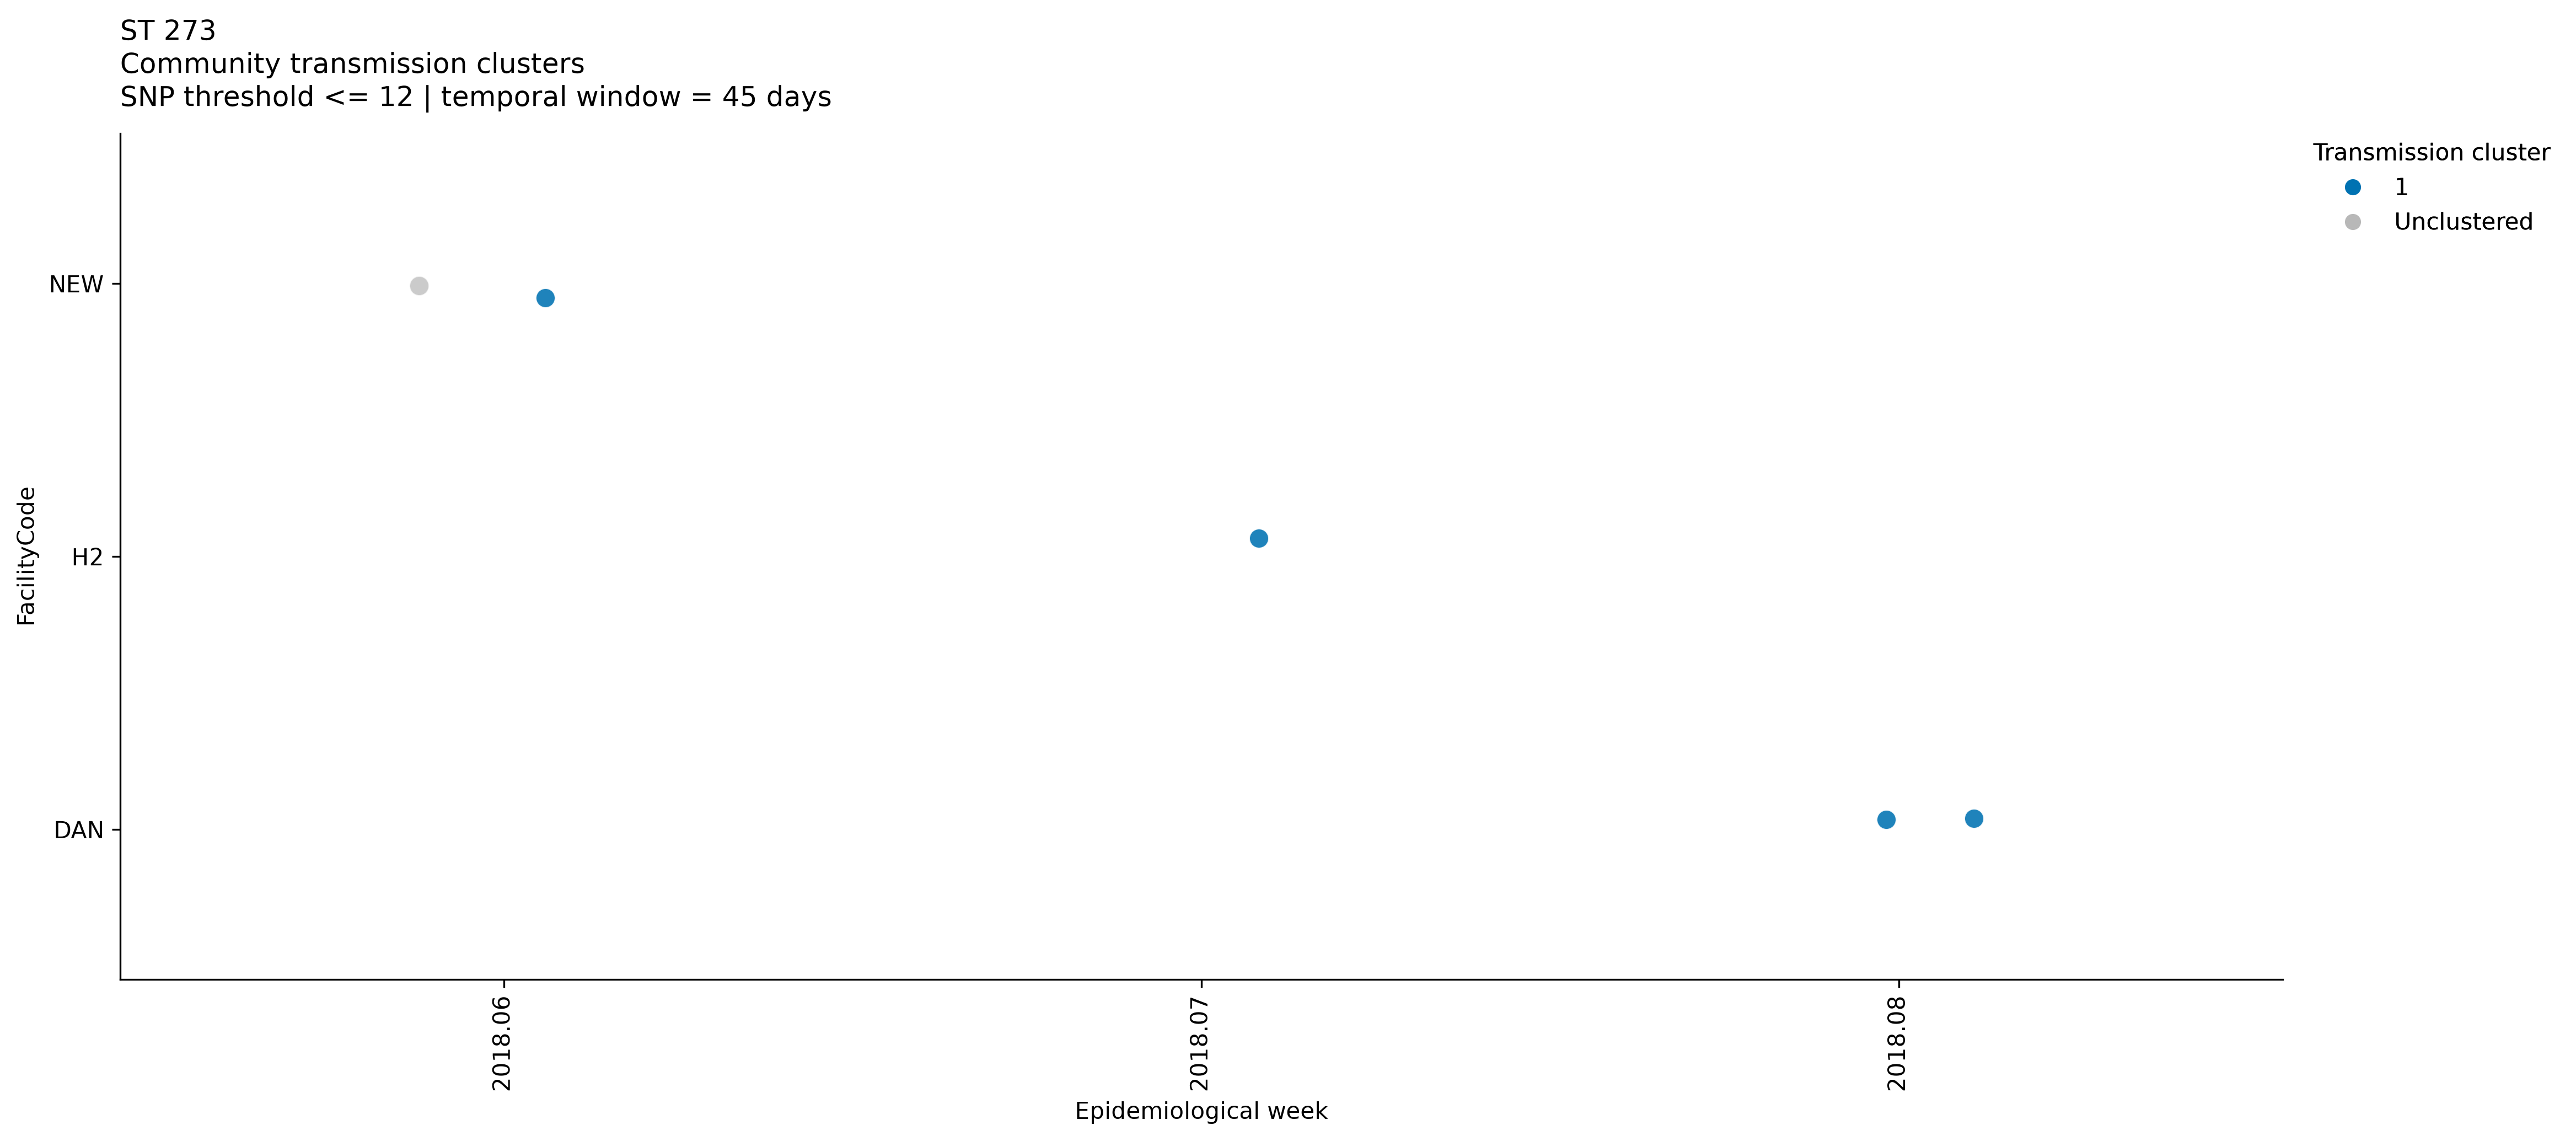 ST 273
Community transmission clusters
SNP threshold <= 12 | temporal window = 45 days
Transmission cluster
1
Unclustered
NEW
H2
DAN
FacilityCode
2018.06
2018.07
2018.08
Epidemiological week